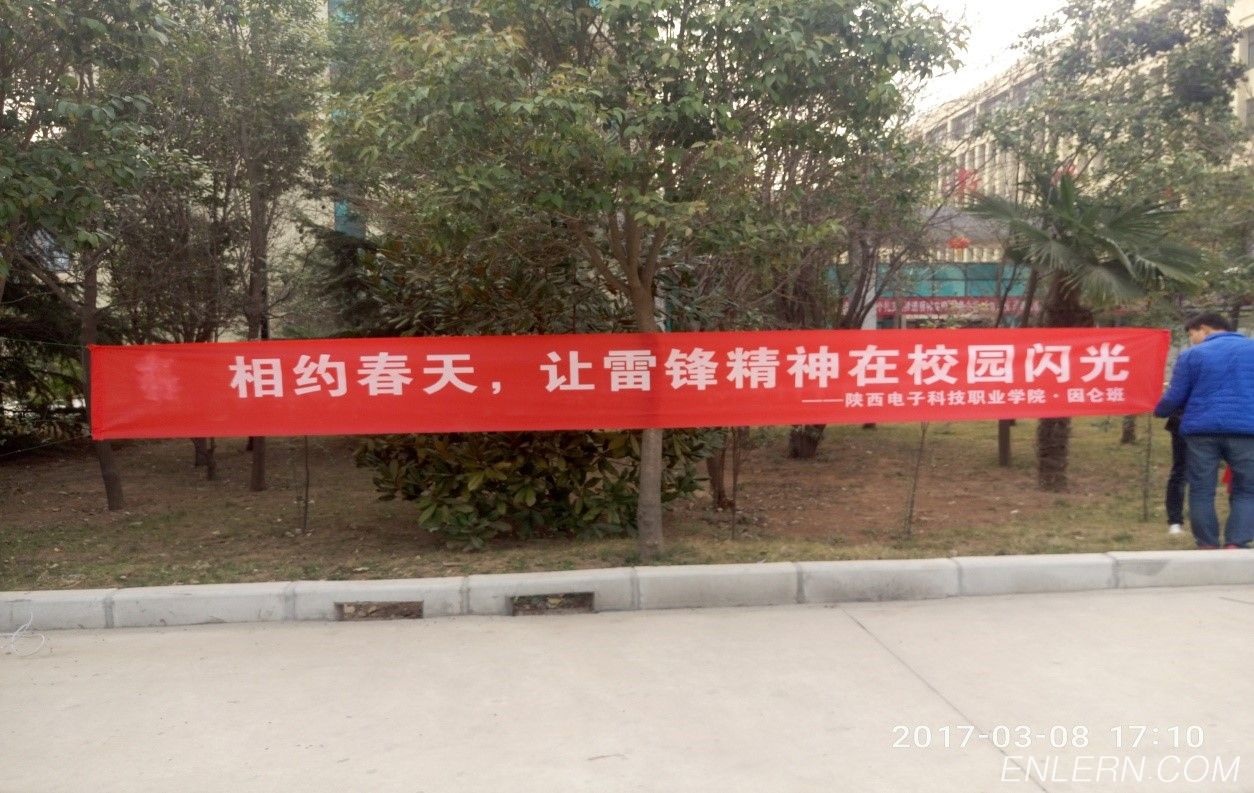 相约春天，让雷锋精神在校园闪光
——陕西电子科技职业学院·因仑班
2017-03-08 17:10
ENLERN.COM